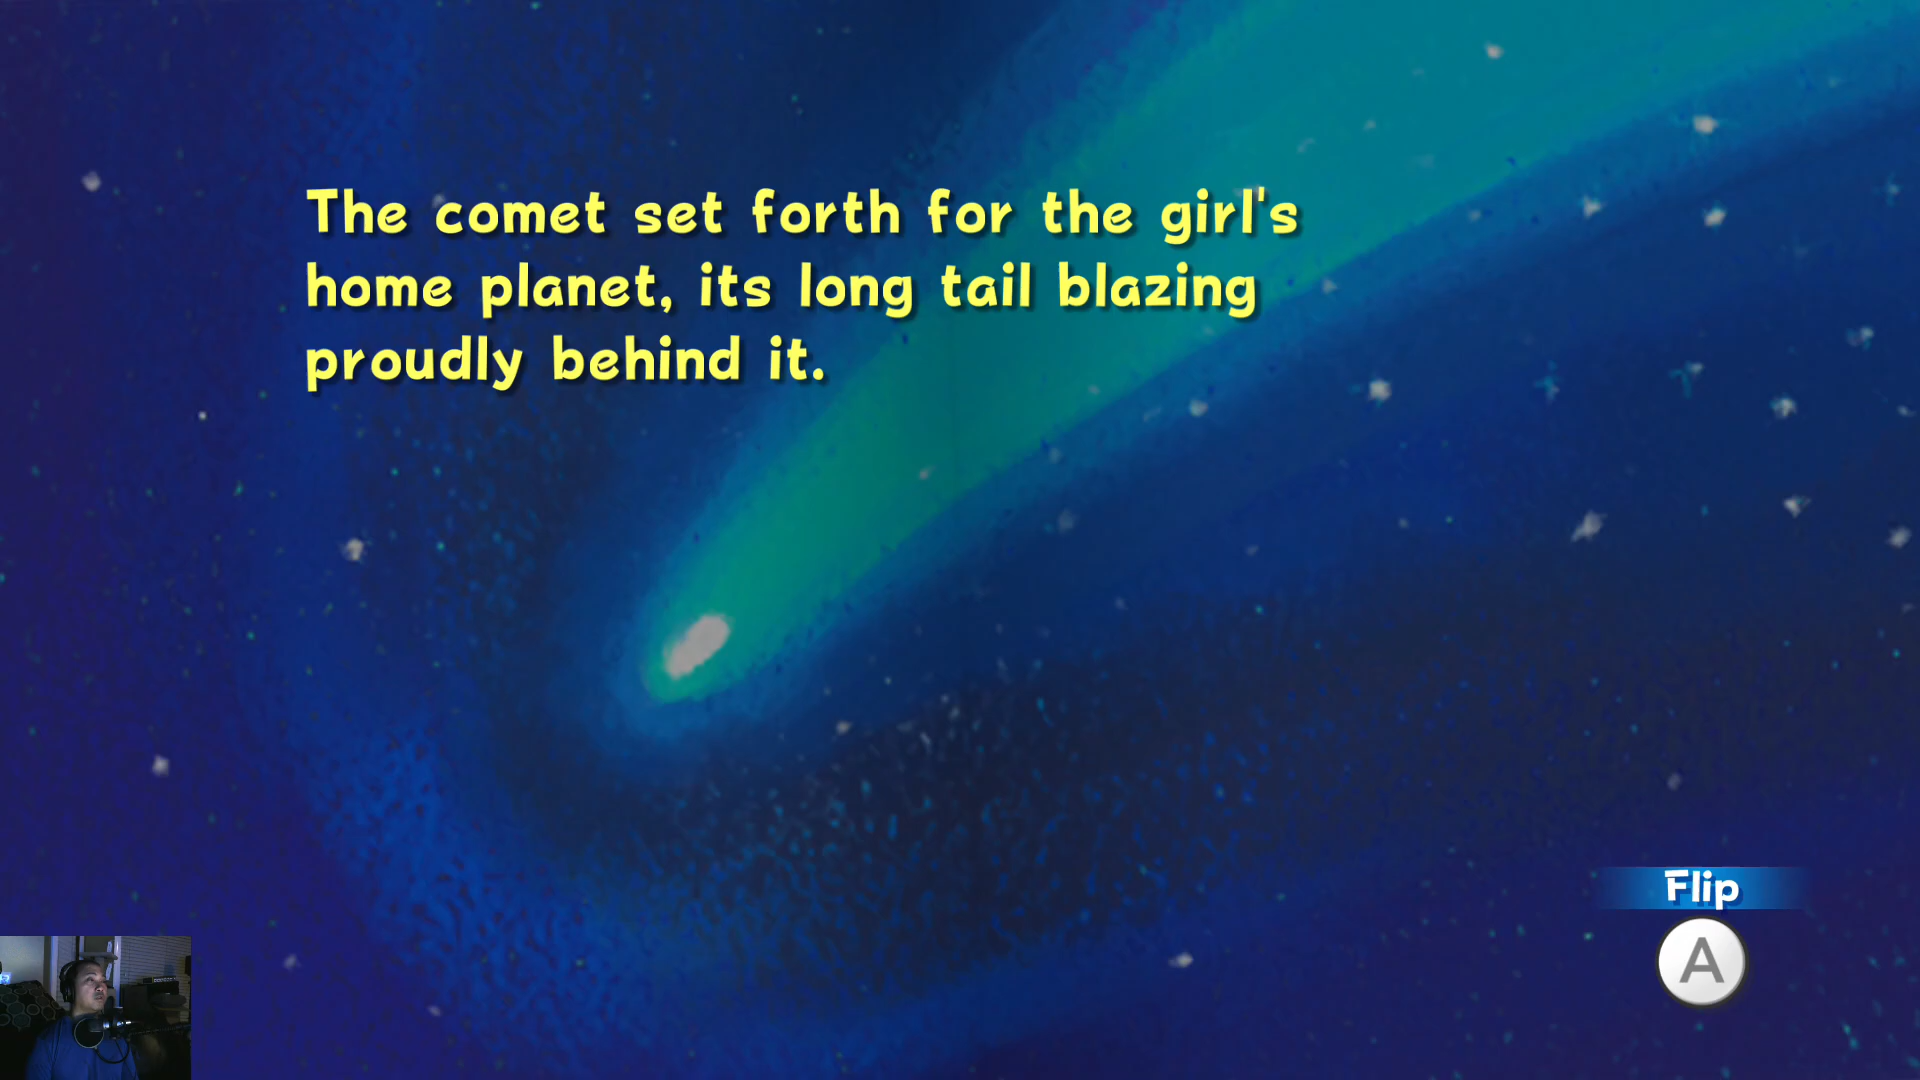 The comet set forth for the girl's
home planet, its long tail blazing
proudly behind it.
Flip
A